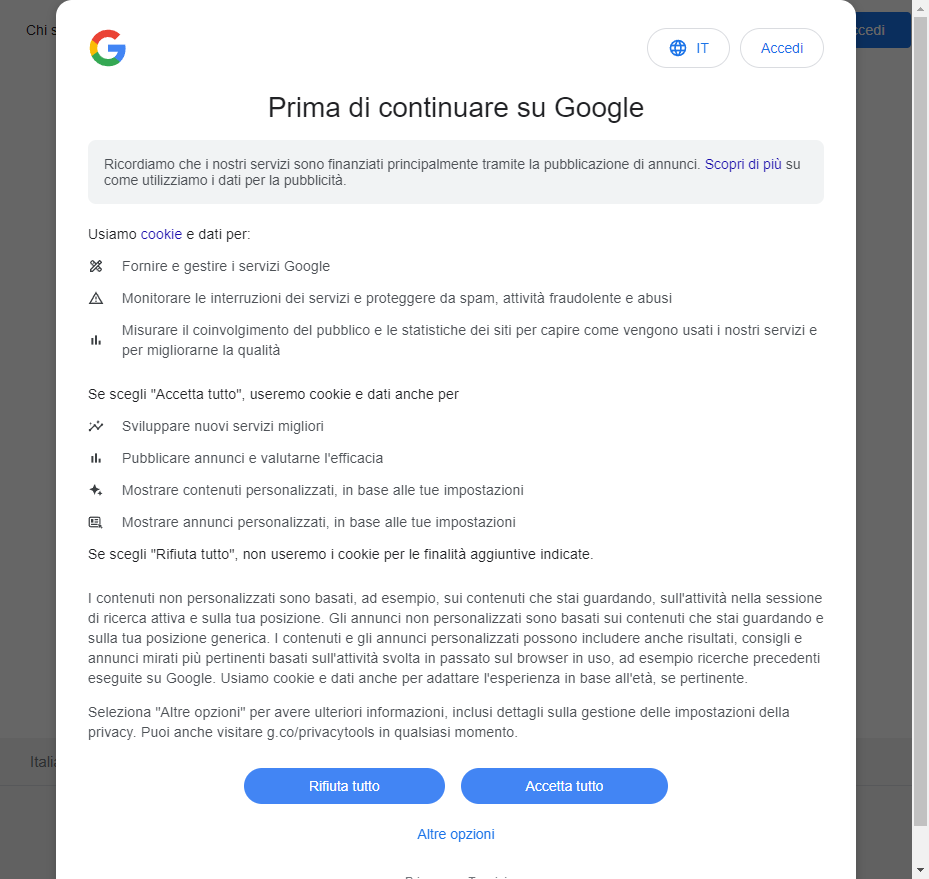 Chi
IT
Accedi
Prima di continuare su Google
Ricordiamo che i nostri servizi sono finanziati principalmente tramite la pubblicazione di annunci. Scopri di più su
come utilizziamo i dati per la pubblicità.
Usiamo cookie e dati per:
Fornire e gestire i servizi Google
Monitorare le interruzioni dei servizi e proteggere da spam, attività fraudolente e abusi
Misurare il coinvolgimento del pubblico e le statistiche dei siti per capire come vengono usati i nostri servizi e
per migliorarne la qualità
Se scegli "Accetta tutto", useremo cookie e dati anche per
Sviluppare nuovi servizi migliori
Pubblicare annunci e valutarne l'efficacia
Mostrare contenuti personalizzati, in base alle tue impostazioni
Mostrare annunci personalizzati, in base alle tue impostazioni
Se scegli "Rifiuta tutto", non useremo i cookie per le finalità aggiuntive indicate.
I contenuti non personalizzati sono basati, ad esempio, sui contenuti che stai guardando, sull'attività nella sessione
di ricerca attiva e sulla tua posizione. Gli annunci non personalizzati sono basati sui contenuti che stai guardando e
sulla tua posizione generica. I contenuti e gli annunci personalizzati possono includere anche risultati, consigli e
annunci mirati più pertinenti basati sull'attività svolta in passato sul browser in uso, ad esempio ricerche precedenti
eseguite su Google. Usiamo cookie e dati anche per adattare l'esperienza in base all'età, se pertinente.
Seleziona "Altre opzioni" per avere ulteriori informazioni, inclusi dettagli sulla gestione delle impostazioni della
privacy. Puoi anche visitare g.co/privacytools in qualsiasi momento.
Rifiuta tutto
Accetta tutto
Altre opzioni